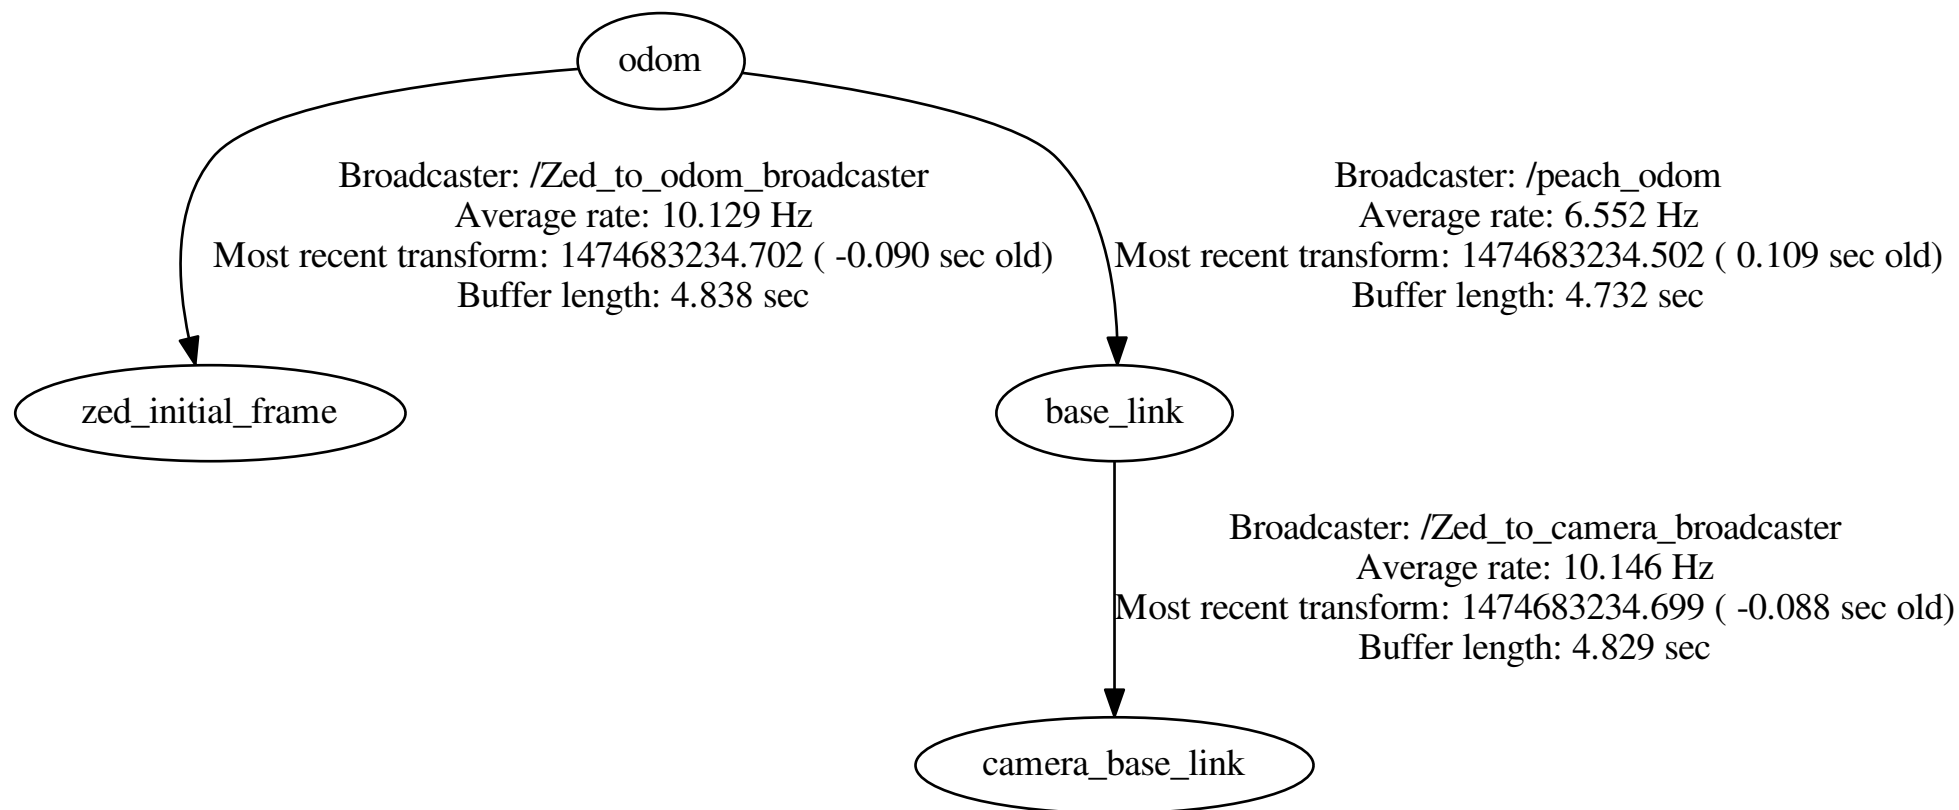 odom
Broadcaster: /Zed_to_odom_broadcaster
Average rate: 10.129 Hz
Most recent transform: 1474683234.702 ( -0.090 sec old)
Buffer length: 4.838 sec
Broadcaster: /peach_odom
Average rate: 6.552 Hz
Most recent transform: 1474683234.502 ( 0.109 sec old)
Buffer length: 4.732 sec
zed_initial_frame
base_link
Broadcaster: /Zed_to_camera_broadcaster
Average rate: 10.146 Hz
Most recent transform: 1474683234.699 ( -0.088 sec old)
Buffer length: 4.829 sec
camera_base_link